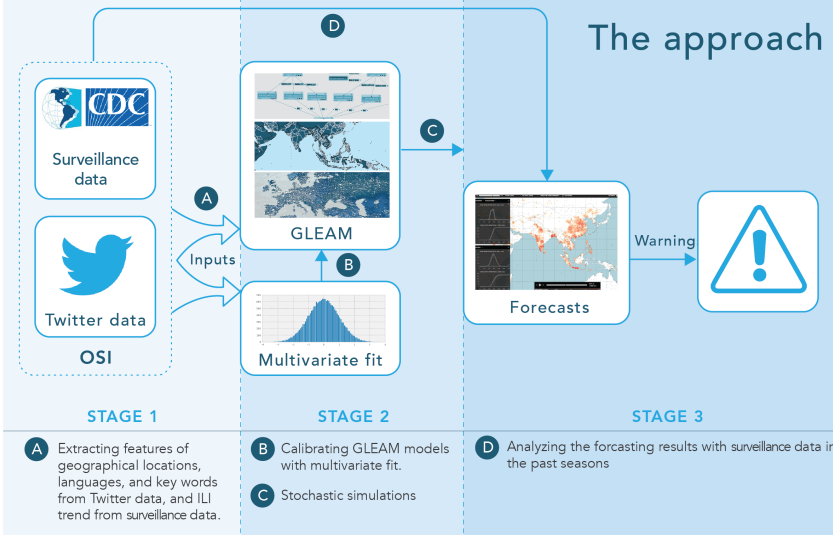 The approach
D
CDC
Surveillance
data
A
C
GLEAM
Inputs
B
Warning
Forecasts
Twitter data
Multivariate fit
OSI
STAGE 1
STAGE 2
STAGE 3
A
Extracting features of
geographical locations,
languages, and key words
from Twitter data, and ILI
trend from surveillance data.
B
Calibrating GLEAM models
with multivariate fit.
C
Stochastic simulations
D
Analyzing the forcasting results with surveillance data in
the past seasons